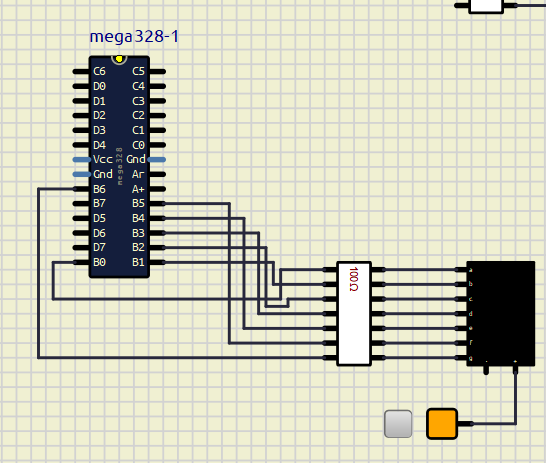 mega328-1
C6 C5
D0 C4
D1 C3
D2 C2
D3 C1
D4 C0
Vcc Gnd
Gnd Ar
B6 A+
B7 B5
D5 B4
D6 B3
D7 B2
B0 B1
mega328
100Ω
a
b
c
d
e
f
g